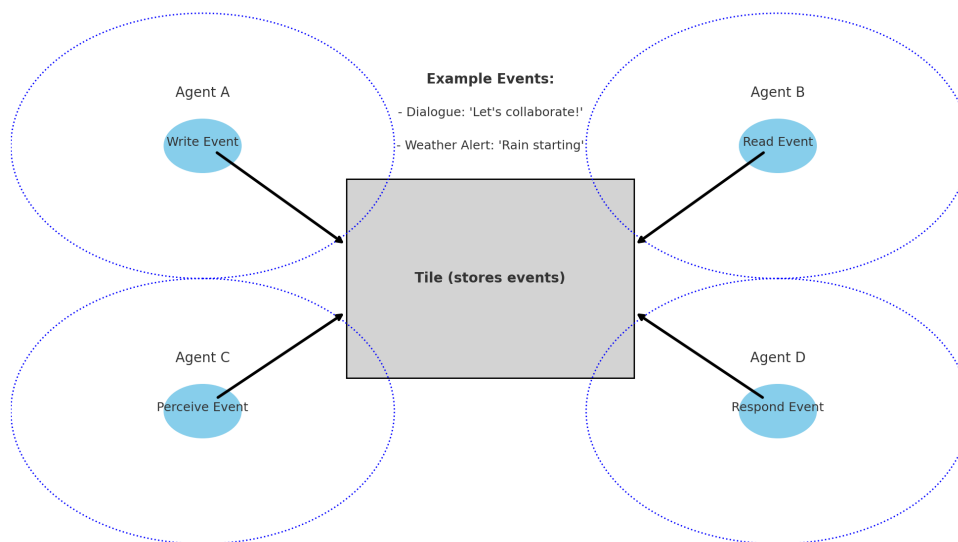 Example Events:
Agent A
Agent B
- Dialogue: 'Let's collaborate!'
Write Event
- Weather Alert: 'Rain starting'
Read Event
Tile (stores events)
Agent C
Agent D
Perceive Event
Respond Event